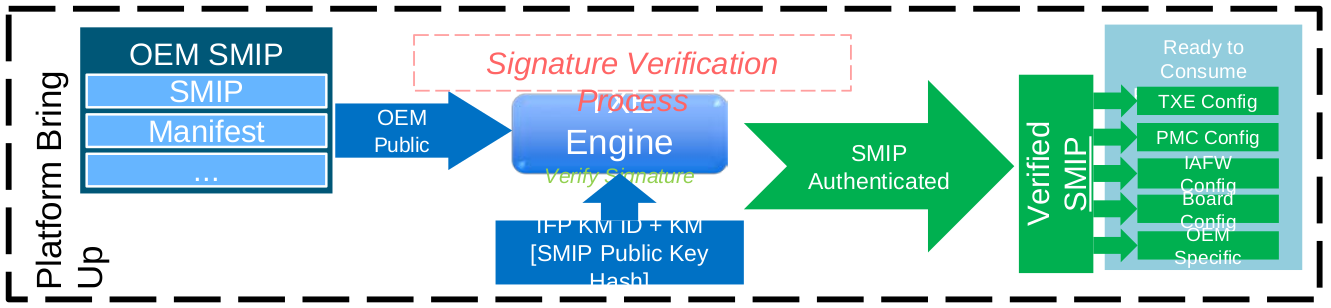 Platform Bring
Up
OEM SMIP
SMIP
Manifest
...
OEM
Public
Signature Verification
Process
TXE
Engine
Verify Signature
IFP KM ID + KM
[SMIP Public Key
Hash]
SMIP
Authenticated
Verified
SMIP
Ready to
Consume
TXE Config
PMC Config
IAFW
Config
Board
Config
OEM
Specific